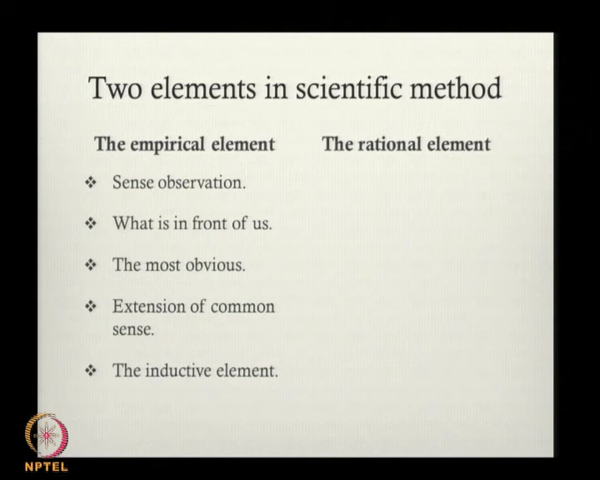 Two elements in scientific method
The empirical element
The rational element
Sense observation.
What is in front of us.
The most obvious.
Extension of common
sense.
The inductive element.
NPTEL